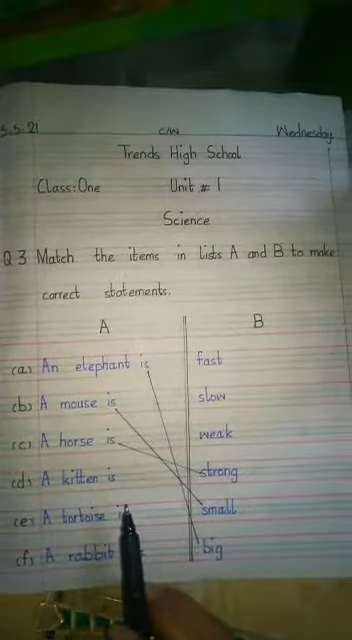 5.5.21 C/W Wednesday
Trends High School
Class: One Unit # 1
Science
Q 3 Match the items in lists A and B to make
correct statements.
A B
(a) An elephant is fast
(b) A mouse is slow
(c) A horse is weak
(d) A kitten is strong
(e) A tortoise is small
(f) A rabbit big